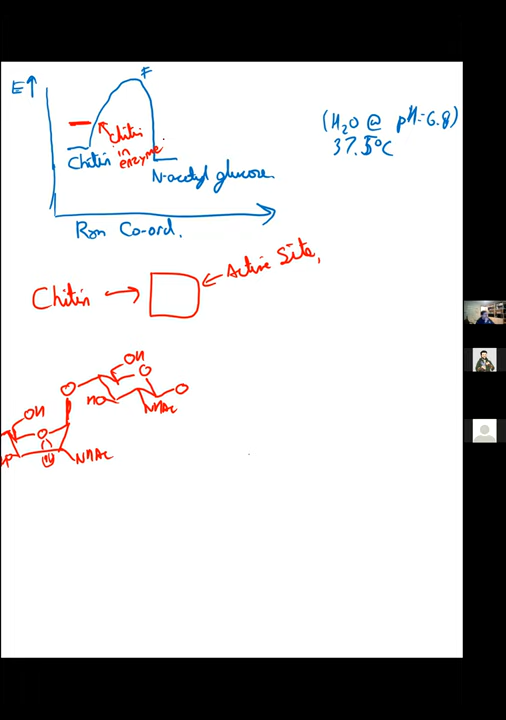 E↑
(H2O @ pH=6.8)
37.5°C
Chitin
in
enzyme
Chitin
N-acetyl glucose
Rxn Co-ord.
Chitin →
Active Site,
OH
O
O
HO
O
NHAc
OH
O
NHAc